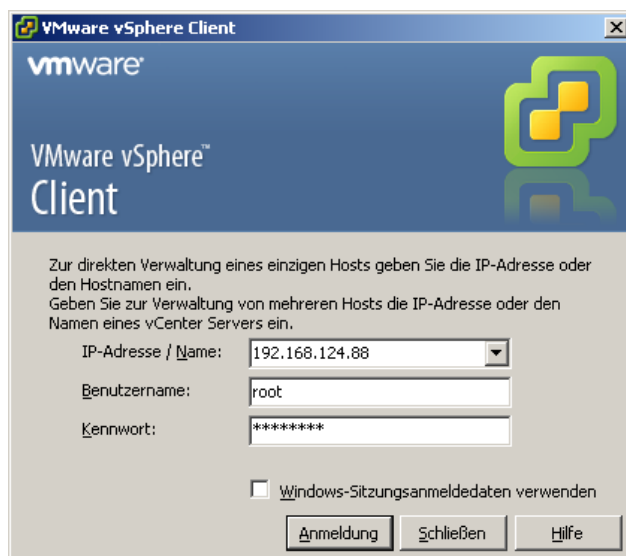 VMware vSphere Client
vmware®
VMware vSphere™
Client
Zur direkten Verwaltung eines einzigen Hosts geben Sie die IP-Adresse oder
den Hostnamen ein.
Geben Sie zur Verwaltung von mehreren Hosts die IP-Adresse oder den
Namen eines vCenter Servers ein.
IP-Adresse / Name: 192.168.124.88
Benutzername: root
Kennwort: ********
Windows-Sitzungsanmeldedaten verwenden
Anmeldung Schließen Hilfe